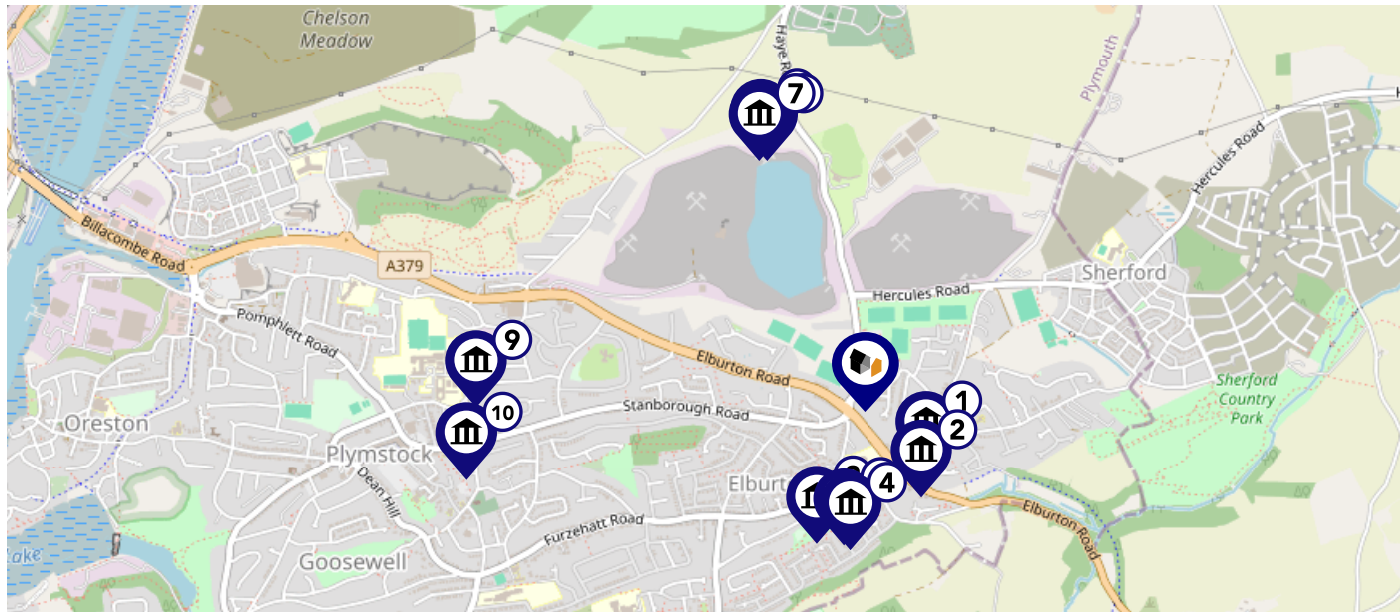 Chelson
Meadow
Haye R
Plymouth
7
H
Hercules Road
Billacombe Road
A379
Sherford
Hercules Road
Pomphlett Road
9
Elburton Road
Sherford
Country
Park
10
Stanborough Road
1
2
Oreston
Plymstock
Dean Hill
Elburt
3
4
Furzehatt Road
Elburton Road
Lake
Goosewell